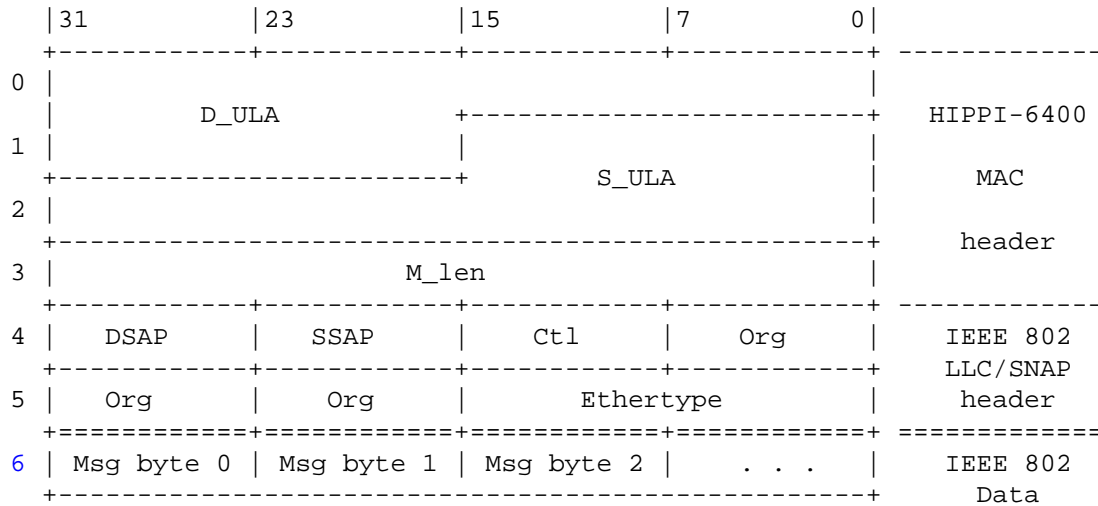 |31 |23 |15 |7 0|
+------------+------------+------------+------------+ -------------
0 | |
| D_ULA +-------------------------+ HIPPI-6400
1 | | |
+-------------------------+ S_ULA | MAC
2 | |
+---------------------------------------------------+ header
3 | M_len |
+------------+------------+------------+------------+ -------------
4 | DSAP | SSAP | Ctl | Org | IEEE 802
+------------+------------+------------+------------+ LLC/SNAP
5 | Org | Org | Ethertype | header
+============+============+============+============+ =============
6 | Msg byte 0 | Msg byte 1 | Msg byte 2 | . . . | IEEE 802
+---------------------------------------------------+ Data